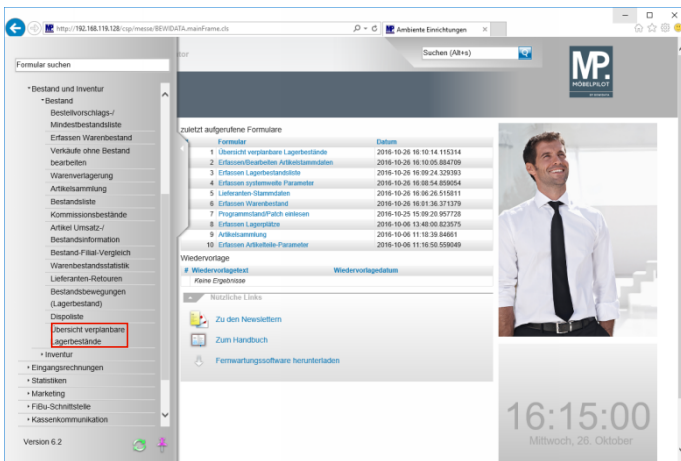 http://192.168.119.128/csp/messe/BEWIDATA.mainFrame.cls
Ambiente Einrichtungen
Suchen (Alt+s)
MP.
MÖBELPILOT
Formular suchen
Bestand und Inventur
Bestand
Bestellvorschlags-/
Mindestbestandsliste
Erfassen Warenbestand
Verkäufe ohne Bestand
bearbeiten
Warenverlagerung
Artikelsammlung
Bestandsliste
Kommissionsbestände
Artikel Umsatz-/
Bestandsinformation
Bestand-Filial-Vergleich
Warenbestandsstatistik
Lieferanten-Retouren
Bestandsbewegungen
(Lagerbestand)
Dispoliste
Übersicht verplanbare
Lagerbestände
Inventur
Eingangsrechnungen
Statistiken
Marketing
FiBu-Schnittstelle
Kassenkommunikation
Version 6.2
zuletzt aufgerufene Formulare
Formular Datum
1 Übersicht verplanbare Lagerbestände 2016-10-26 16:10:14.115314
2 Erfassen/Bearbeiten Artikelstammdaten 2016-10-26 16:10:05.884709
3 Erfassen Lagerbestandsliste 2016-10-26 16:09:24.329393
4 Erfassen systemweite Parameter 2016-10-26 16:08:54.859054
5 Lieferanten-Stammdaten 2016-10-26 16:06:26.515811
6 Erfassen Warenbestand 2016-10-26 16:01:36.371379
7 Programmstand/Patch einlesen 2016-10-25 15:09:20.957728
8 Erfassen Lagerplätze 2016-10-06 13:48:00.823575
9 Artikelsammlung 2016-10-06 11:18:39.84661
10 Erfassen Artikelteile-Parameter 2016-10-06 11:16:50.559049
Wiedervorlage
# Wiedervorlagetext Wiedervorlagedatum
Keine Ergebnisse
Nützliche Links
Zu den Newslettern
Zum Handbuch
Fernwartungssoftware herunterladen
16:15:00
Mittwoch, 26. Oktober